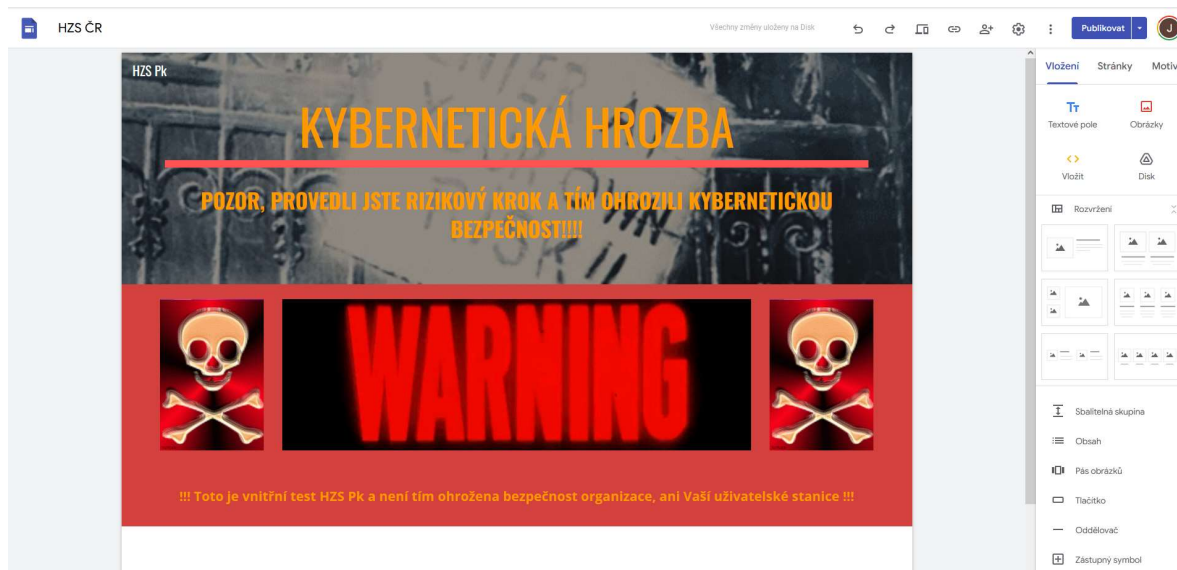 HZS ČR
Všechny změny uloženy na Disk
Publikovat
J
HZS Pk
KYBERNETICKÁ HROZBA
POZOR, PROVEDLI JSTE RIZIKOVÝ KROK A TÍM OHROZILI KYBERNETICKOU
BEZPEČNOST!!!!
WARNING
!!! Toto je vnitřní test HZS Pk a není tím ohrožena bezpečnost organizace, ani Vaší uživatelské stanice !!!
Vložení Stránky Motiv
Textové pole Obrázky
Vložit Disk
Rozvržení
Sbalitelná skupina
Obsah
Pás obrázků
Tlačítko
Oddělovač
Zástupný symbol